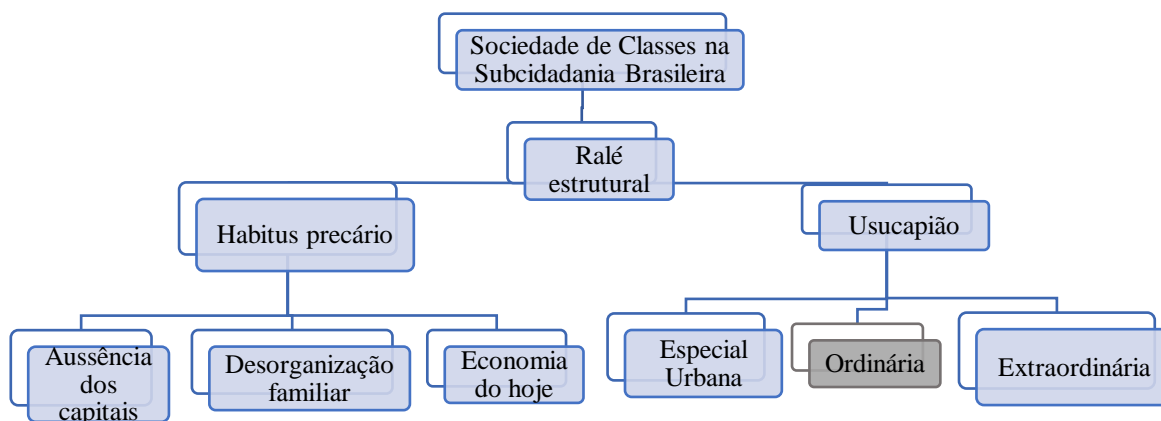 Sociedade de Classes na
Subcidadania Brasileira
Ralé
estrutural
Habitus precário
Usucapião
Aussência
dos
capitais
Desorganização
familiar
Economia
do hoje
Especial
Urbana
Ordinária
Extraordinária